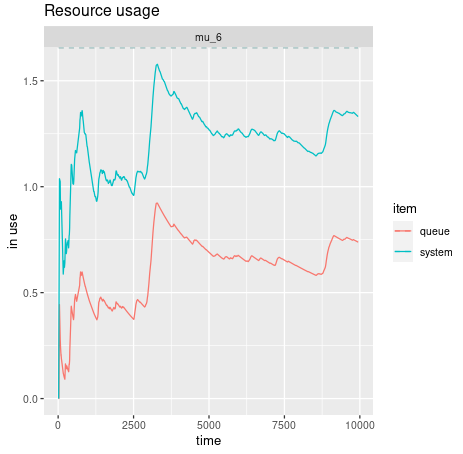 Resource usage
mu_6
in use
1.5
1.0
0.5
0.0
0
2500
5000
7500
10000
time
item
queue
system